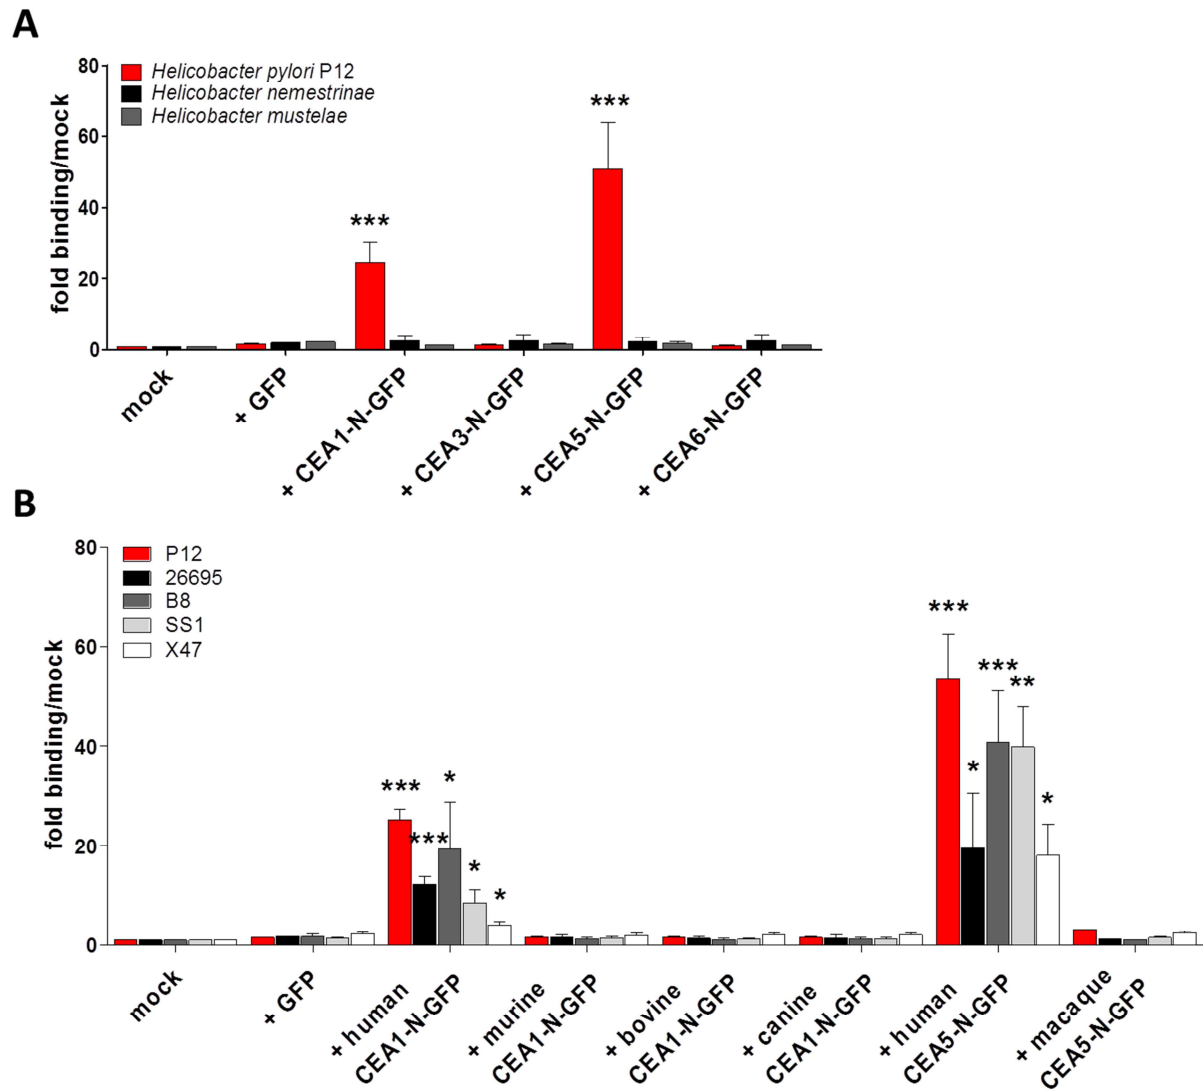 A
fold binding/mock
80
60
40
20
0
Helicobacter pylori P12
Helicobacter nemestrinae
Helicobacter mustelae
***
***
mock
+ GFP
+ CEA1-N-GFP
+ CEA3-N-GFP
+ CEA5-N-GFP
+ CEA6-N-GFP
B
fold binding/mock
80
60
40
20
0
P12
26695
B8
SS1
X47
***
***
*
*
*
***
*
***
**
*
mock
+ GFP
+ human
CEA1-N-GFP
+ murine
CEA1-N-GFP
+ bovine
CEA1-N-GFP
+ canine
CEA1-N-GFP
+ human
CEA5-N-GFP
+ macaque
CEA5-N-GFP